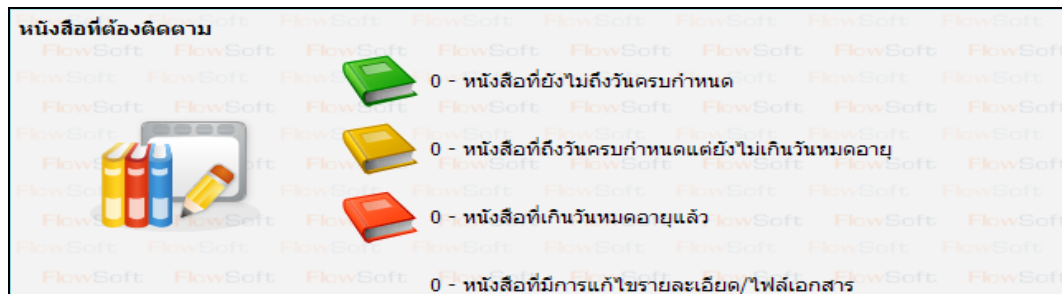 หนังสือที่ต้องติดตาม
0 - หนังสือที่ยังไม่ถึงวันครบกำหนด
0 - หนังสือที่ถึงวันครบกำหนดแต่ยังไม่เกินวันหมดอายุ
0 - หนังสือที่เกินวันหมดอายุแล้ว
0 - หนังสือที่มีการแก้ไขรายละเอียด/ไฟล์เอกสาร
FlowSoft